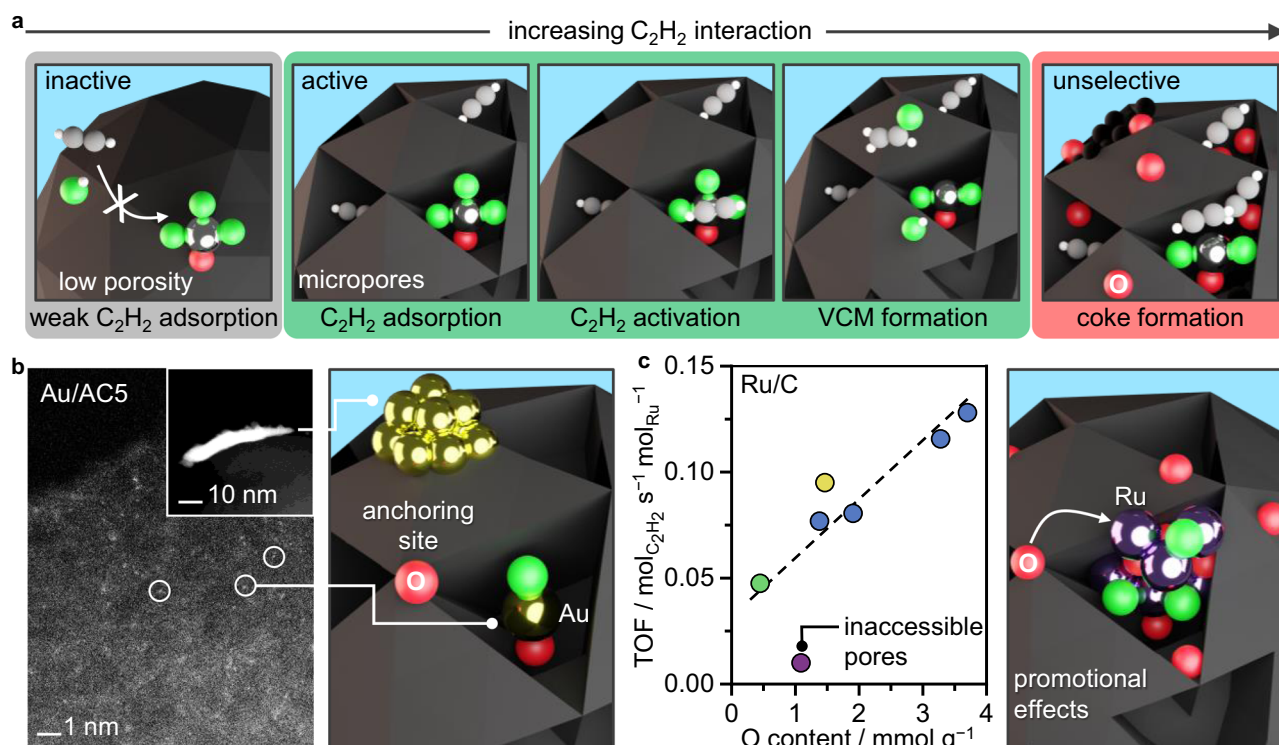 a
increasing C₂H₂ interaction
inactive
low porosity
weak C₂H₂ adsorption
active
micropores
C₂H₂ adsorption
C₂H₂ activation
VCM formation
unselective
O
coke formation
b
Au/AC5
10 nm
1 nm
anchoring
site
O
Au
c
TOF / mol_C₂H₂ s⁻¹ mol_Ru⁻¹
0.15
0.10
0.05
0.00
Ru/C
inaccessible
pores
0 1 2 3 4
O content / mmol g⁻¹
Ru
O
promotional
effects